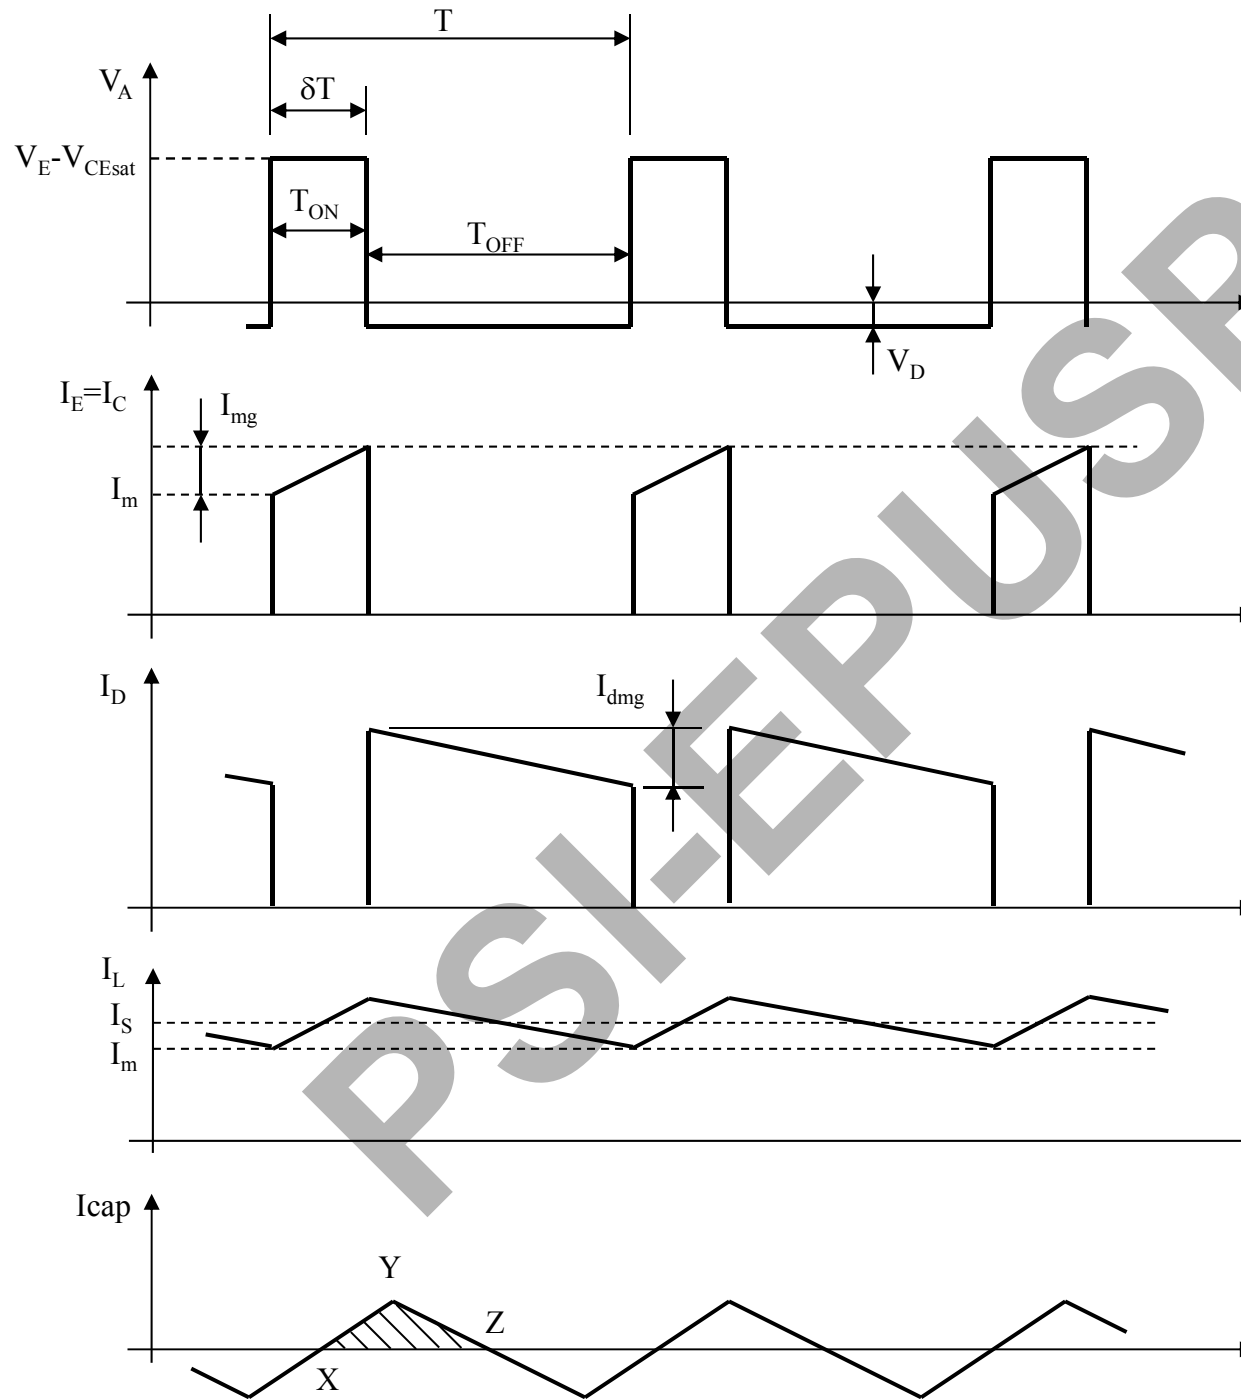 T
V_A
δT
V_E-V_CEsat
T_ON
T_OFF
V_D
I_E=I_C
I_mg
I_m
I_D
I_dmg
I_L
I_S
I_m
Icap
Y
Z
X
PSI-EPUSP